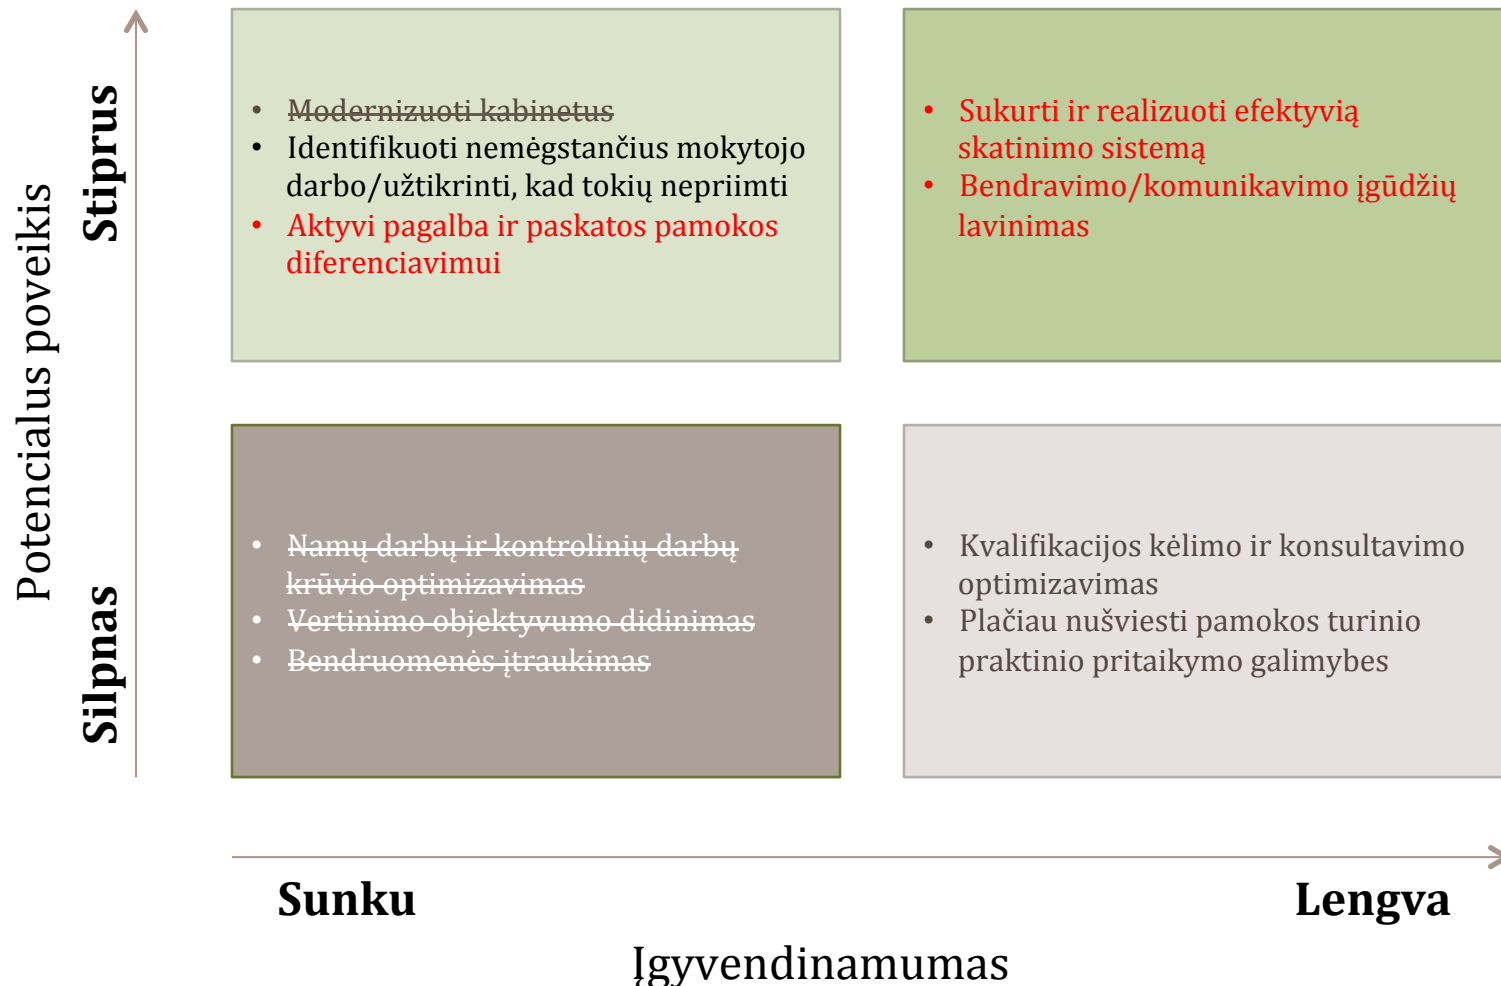 Potencialus poveikis
Stiprus
Silpnas
• Modernizuoti kabinetus
• Identifikuoti nemėgstančius mokytojo
darbo/užtikrinti, kad tokių nepriimti
• Aktyvi pagalba ir paskatos pamokos
diferenciavimui
• Sukurti ir realizuoti efektyvią
skatinimo sistemą
• Bendravimo/komunikavimo įgūdžių
lavinimas
• Namų darbų ir kontrolinių darbų
krūvio optimizavimas
• Vertinimo objektyvumo didinimas
• Bendruomenės įtraukimas
• Kvalifikacijos kėlimo ir konsultavimo
optimizavimas
• Plačiau nušviesti pamokos turinio
praktinio pritaikymo galimybes
Sunku
Lengva
Įgyvendinamumas